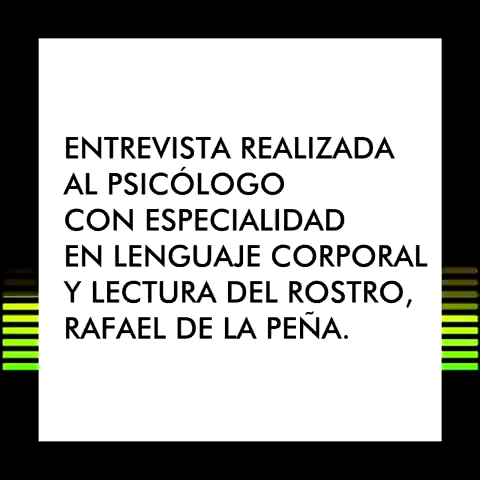 ENTREVISTA REALIZADA
AL PSICÓLOGO
CON ESPECIALIDAD
EN LENGUAJE CORPORAL
Y LECTURA DEL ROSTRO,
RAFAEL DE LA PEÑA.